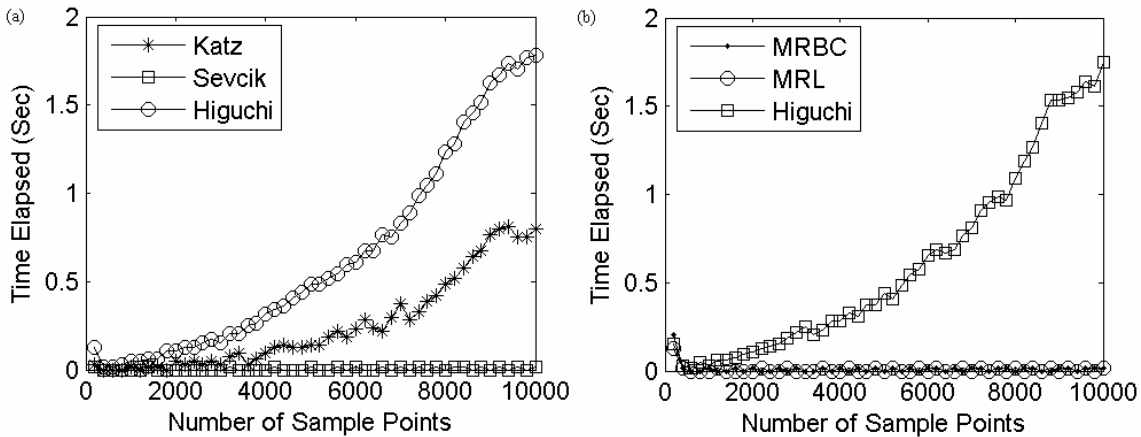 (a)
2
1.5
1
0.5
0
Time Elapsed (Sec)
Katz
Sevcik
Higuchi
0 2000 4000 6000 8000 10000
Number of Sample Points
(b)
2
1.5
1
0.5
0
Time Elapsed (Sec)
MRBC
MRL
Higuchi
0 2000 4000 6000 8000 10000
Number of Sample Points